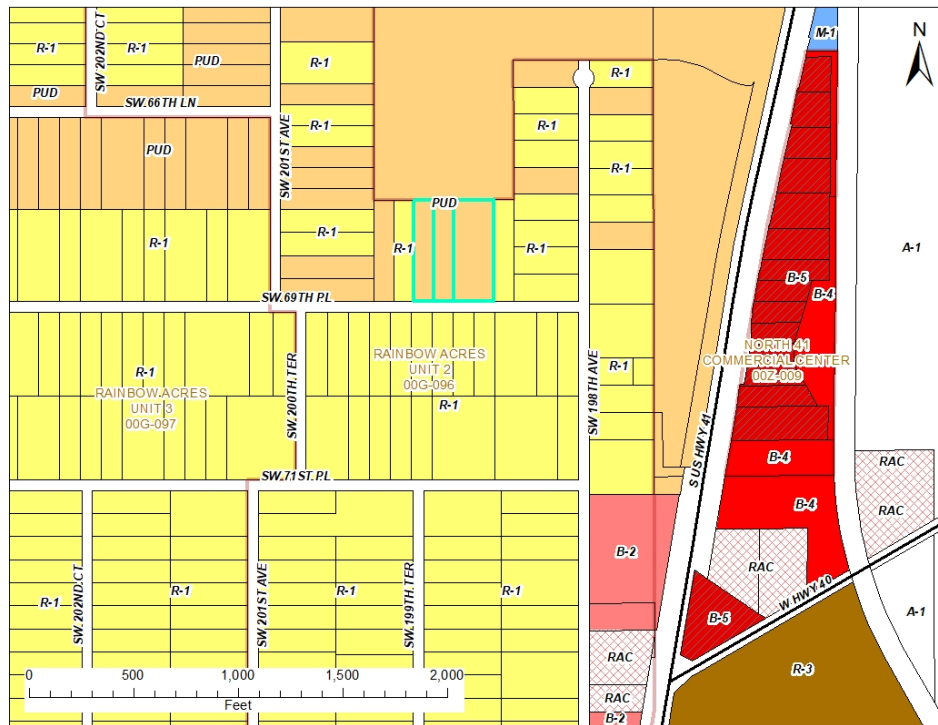 M-1
N
R-1
R-1
SW 202ND CT
PUD
R-1
R-1
PUD
SW 66TH LN
R-1
R-1
SW 201ST AVE
PUD
R-1
PUD
R-1
R-1
R-1
R-1
A-1
B-5
B-4
SW 69TH PL
NORTH 41
COMMERCIAL CENTER
00Z-009
RAINBOW ACRES
UNIT 2
00G-096
R-1
R-1
RAINBOW ACRES
UNIT 3
00G-097
R-1
SW 200TH TER
SW 198TH AVE
S US HWY 41
B-4
RAC
SW 71ST PL
B-4
RAC
B-2
RAC
R-1
SW 202ND CT
R-1
SW 201ST AVE
R-1
SW 199TH TER
R-1
W HWY 40
B-5
A-1
RAC
R-3
RAC
B-2
0
500
1,000
1,500
2,000
Feet